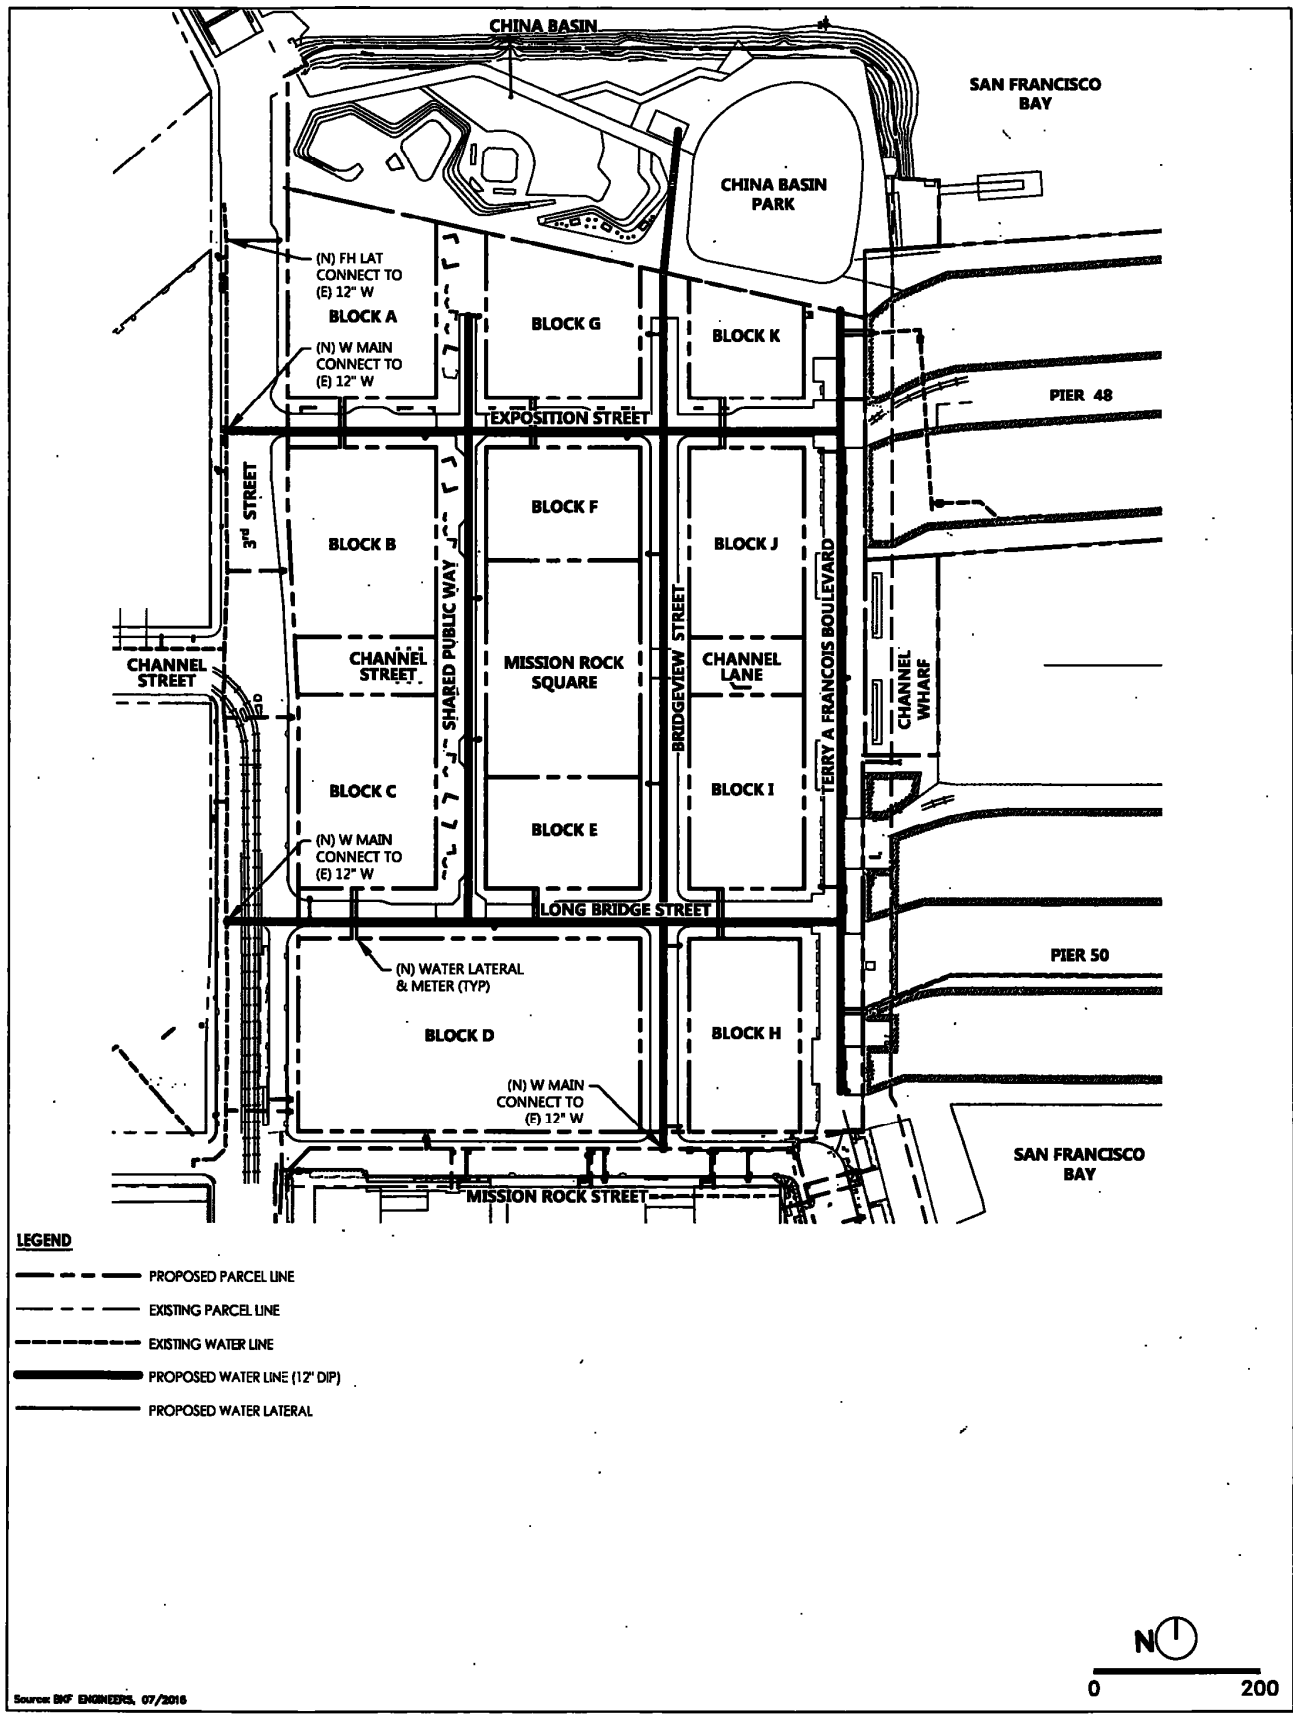 CHINA BASIN
SAN FRANCISCO
BAY
CHINA BASIN
PARK
(N) FH LAT
CONNECT TO
(E) 12" W
BLOCK A
BLOCK G
BLOCK K
(N) W MAIN
CONNECT TO
(E) 12" W
PIER 48
EXPOSITION STREET
3rd STREET
BLOCK B
BLOCK F
BLOCK J
SHARED PUBLIC WAY
BRIDGEVIEW STREET
TERRY A FRANCOIS BOULEVARD
CHANNEL
STREET
CHANNEL
STREET
MISSION ROCK
SQUARE
CHANNEL
LANE
CHANNEL
WHARF
BLOCK C
BLOCK E
BLOCK I
(N) W MAIN
CONNECT TO
(E) 12" W
LONG BRIDGE STREET
(N) WATER LATERAL
& METER (TYP)
PIER 50
BLOCK D
BLOCK H
(N) W MAIN
CONNECT TO
(E) 12" W
SAN FRANCISCO
BAY
MISSION ROCK STREET
LEGEND
PROPOSED PARCEL LINE
EXISTING PARCEL LINE
EXISTING WATER LINE
PROPOSED WATER LINE (12" DIP)
PROPOSED WATER LATERAL
N
0 200
Source: BKF ENGINEERS, 07/2016